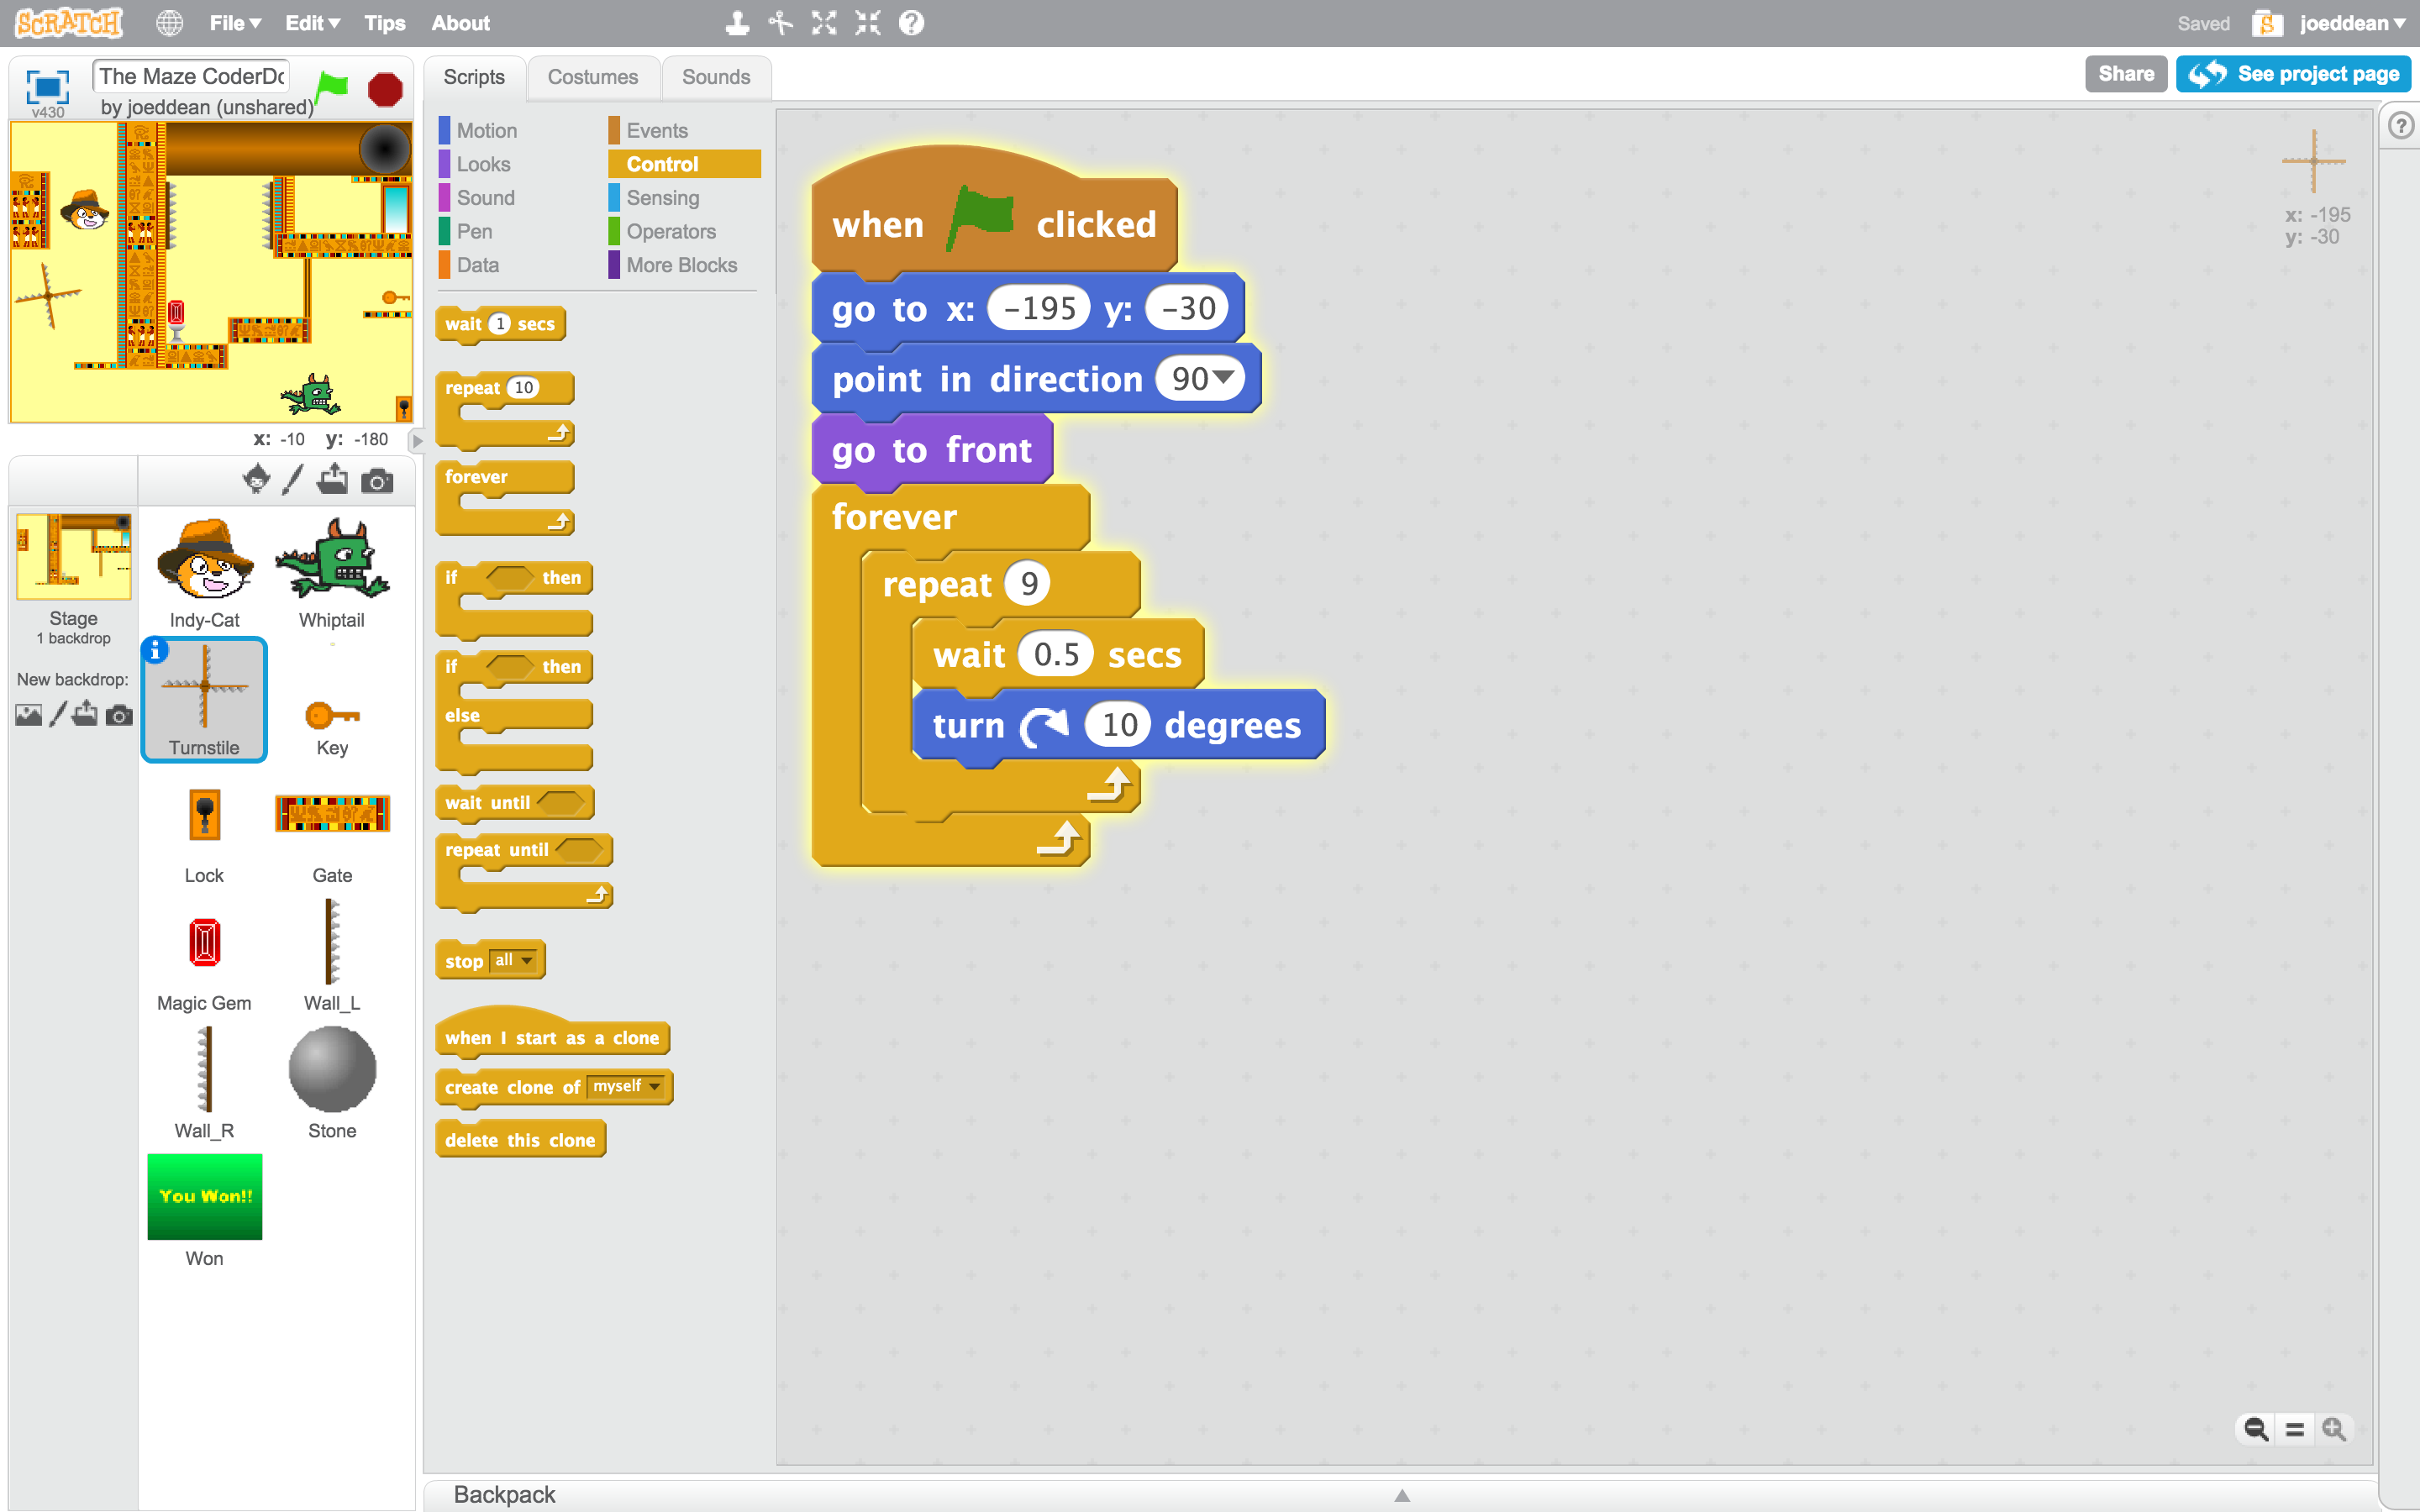 SCRATCH File Edit Tips About Saved S joeddean
The Maze CoderDo
by joeddean (unshared)
v430
Scripts Costumes Sounds
Share See project page
x: -10 y: -180
Stage
1 backdrop
New backdrop:
Indy-Cat Whiptail
Turnstile Key
Lock Gate
Magic Gem Wall_L
Wall_R Stone
You Won!!
Won
Motion Events
Looks Control
Sound Sensing
Pen Operators
Data More Blocks
wait 1 secs
repeat 10
forever
if then
if then
else
wait until
repeat until
stop all
when I start as a clone
create clone of myself
delete this clone
when clicked
go to x: -195 y: -30
point in direction 90
go to front
forever
repeat 9
wait 0.5 secs
turn 10 degrees
x: -195
y: -30
Backpack